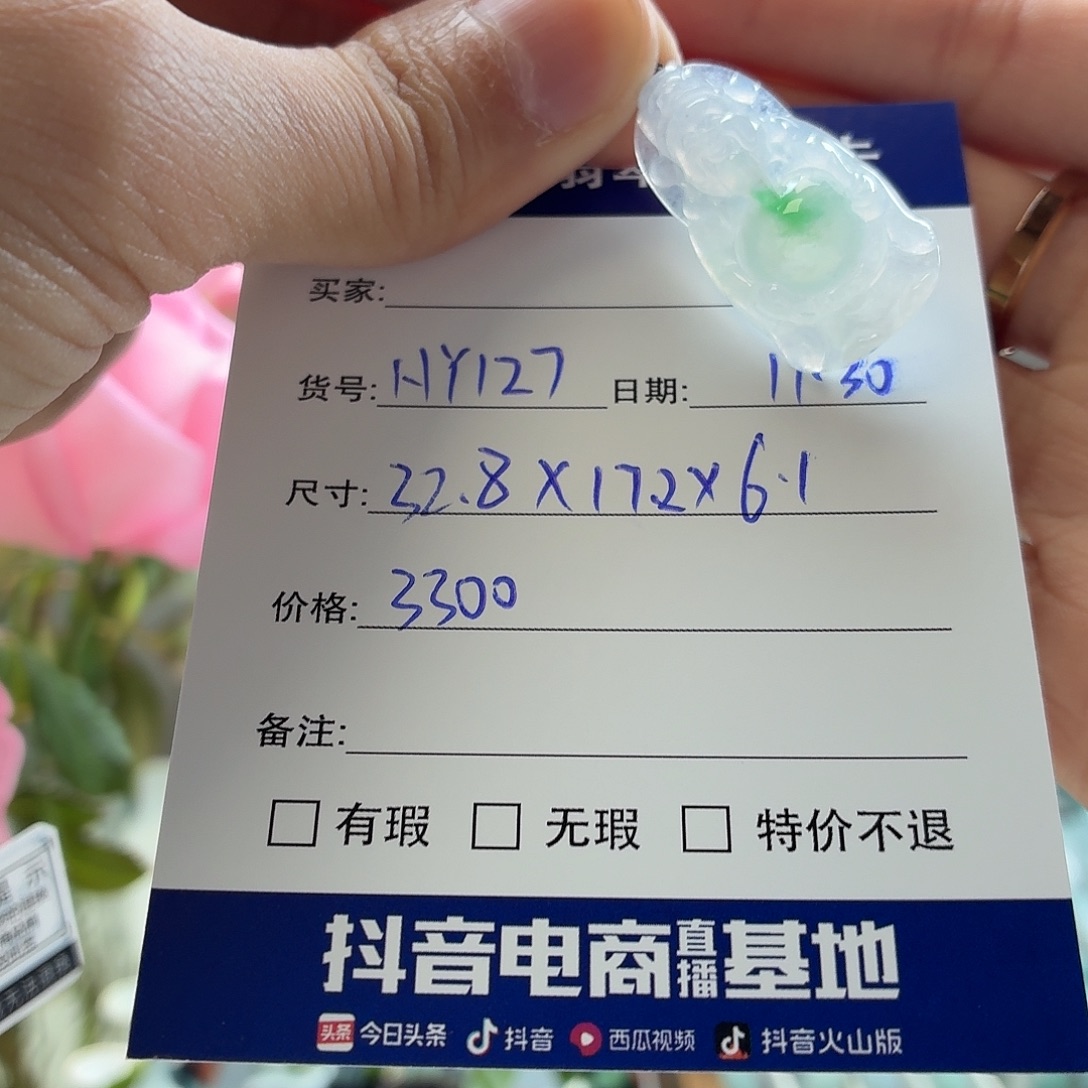 买家:
货号: HY127 日期: 11.30
尺寸: 32.8X17.2X6.1
价格: 3300
备注:
□ 有瑕 □ 无瑕 □ 特价不退
抖音电商直播基地
头条 今日头条 抖音 西瓜视频 抖音火山版